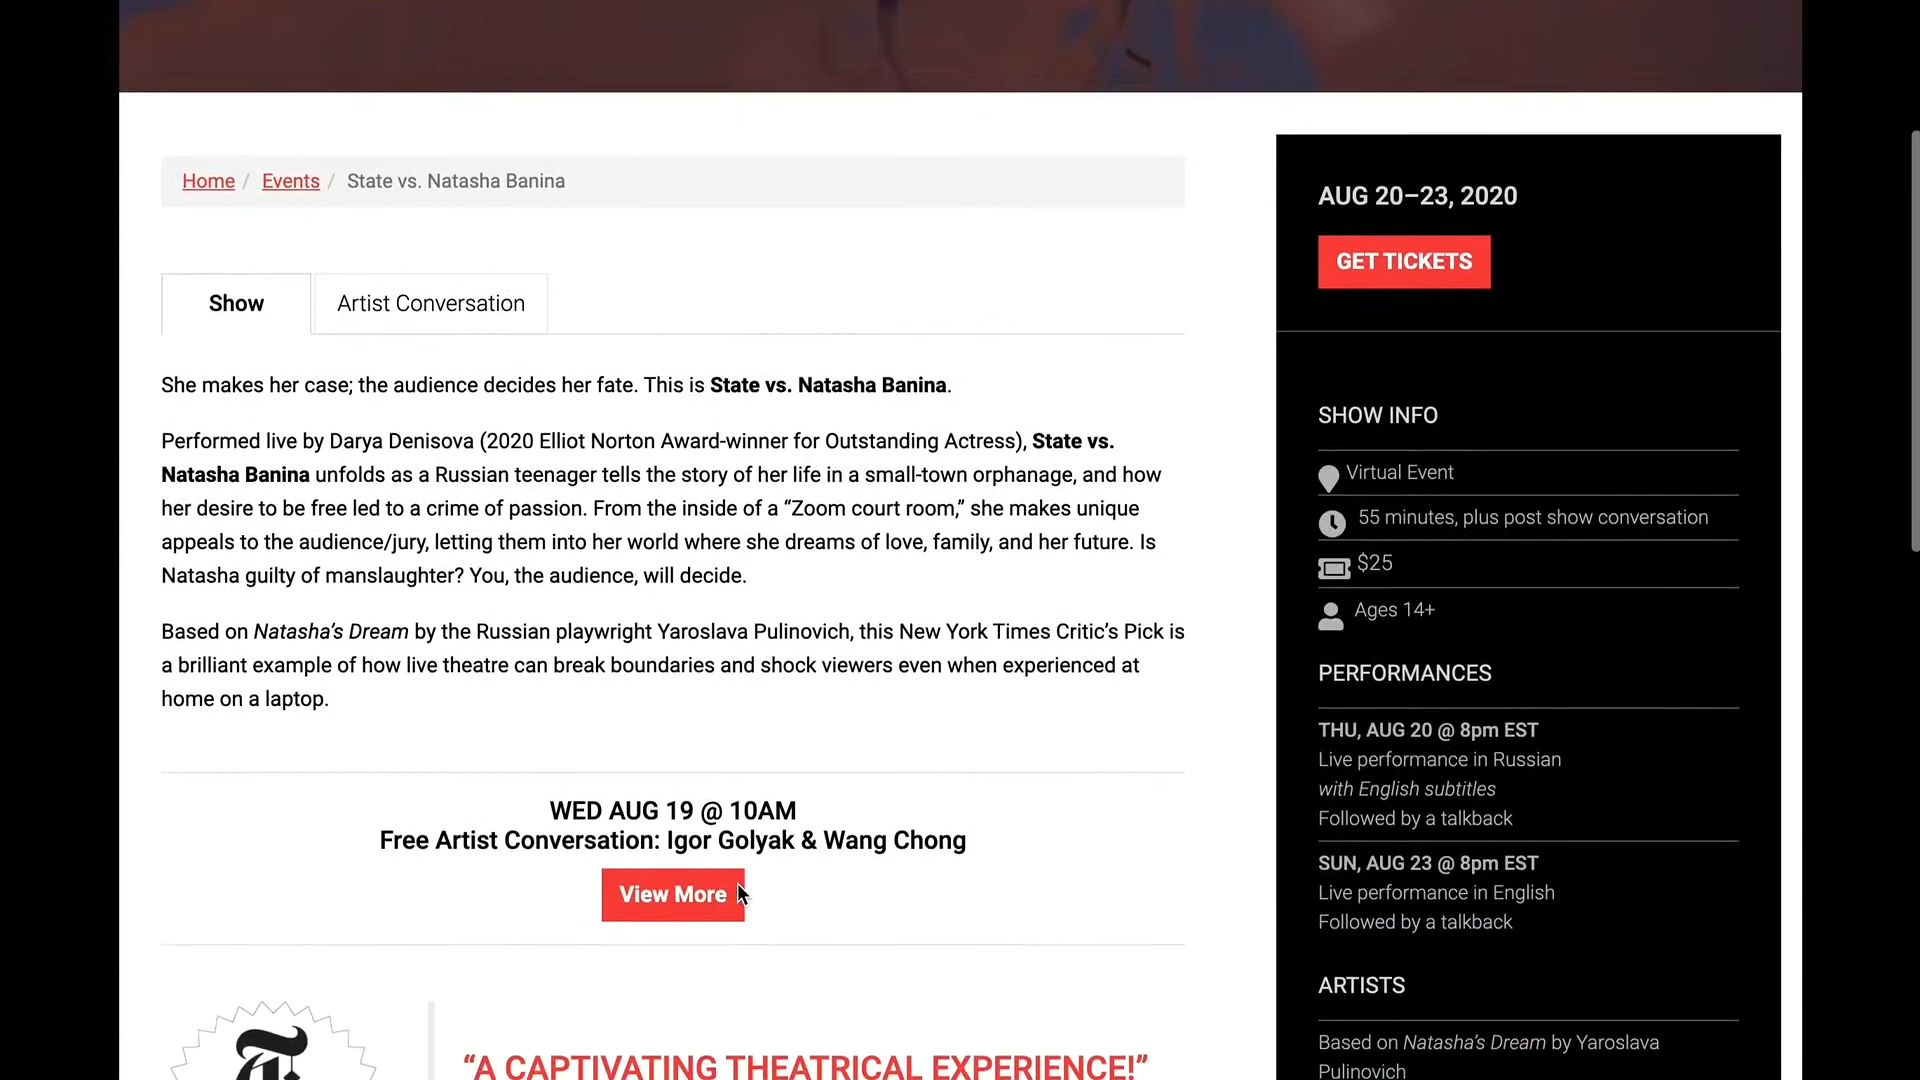 Home / Events / State vs. Natasha Banina
Show
Artist Conversation
She makes her case; the audience decides her fate. This is State vs. Natasha Banina.
Performed live by Darya Denisova (2020 Elliot Norton Award-winner for Outstanding Actress), State vs.
Natasha Banina unfolds as a Russian teenager tells the story of her life in a small-town orphanage, and how
her desire to be free led to a crime of passion. From the inside of a “Zoom court room,” she makes unique
appeals to the audience/jury, letting them into her world where she dreams of love, family, and her future. Is
Natasha guilty of manslaughter? You, the audience, will decide.
Based on Natasha’s Dream by the Russian playwright Yaroslava Pulinovich, this New York Times Critic’s Pick is
a brilliant example of how live theatre can break boundaries and shock viewers even when experienced at
home on a laptop.
WED AUG 19 @ 10AM
Free Artist Conversation: Igor Golyak & Wang Chong
View More
“A CAPTIVATING THEATRICAL EXPERIENCE!”
AUG 20–23, 2020
GET TICKETS
SHOW INFO
Virtual Event
55 minutes, plus post show conversation
$25
Ages 14+
PERFORMANCES
THU, AUG 20 @ 8pm EST
Live performance in Russian
with English subtitles
Followed by a talkback
SUN, AUG 23 @ 8pm EST
Live performance in English
Followed by a talkback
ARTISTS
Based on Natasha’s Dream by Yaroslava
Pulinovich